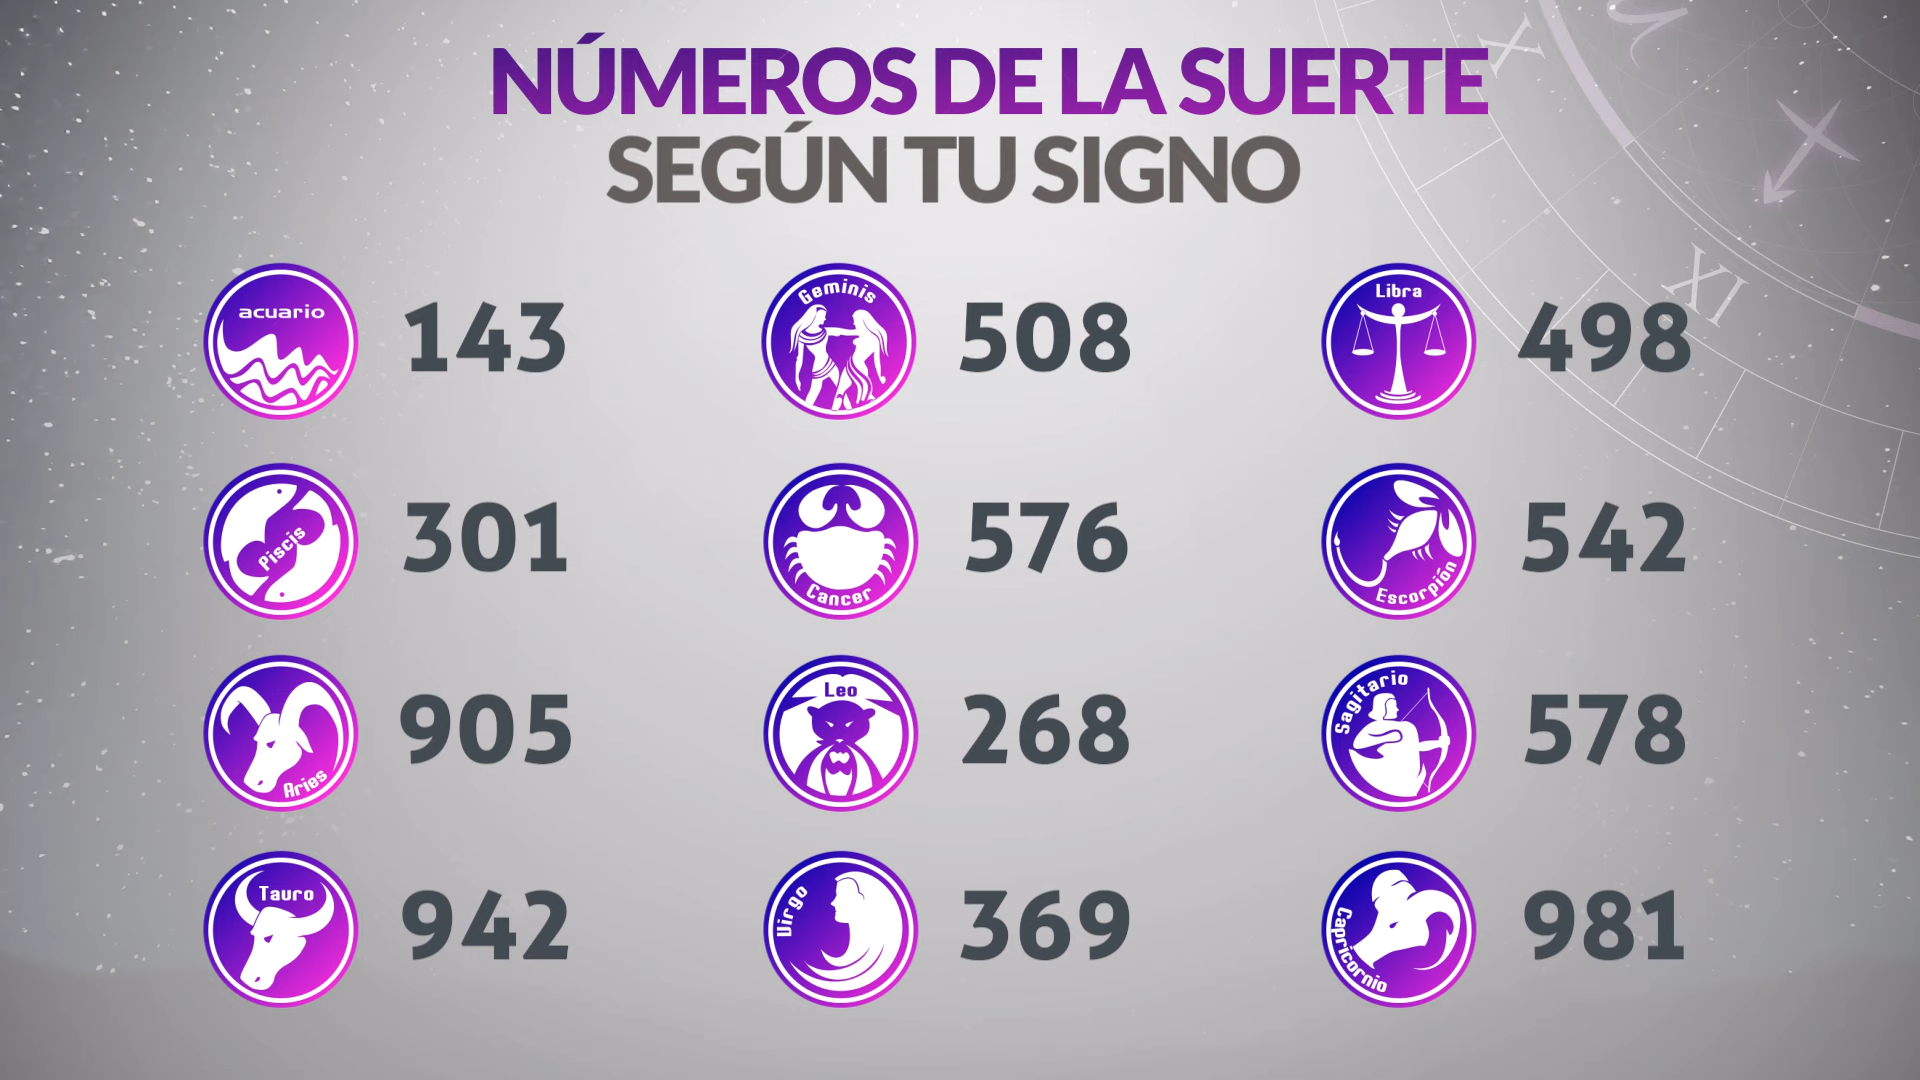 NÚMEROS DE LA SUERTE
SEGÚN TU SIGNO
acuario 143
Geminis 508
Libra 498
Piscis 301
Cancer 576
Escorpión 542
Aries 905
Leo 268
Sagitario 578
Tauro 942
Virgo 369
Capricornio 981
X
XI